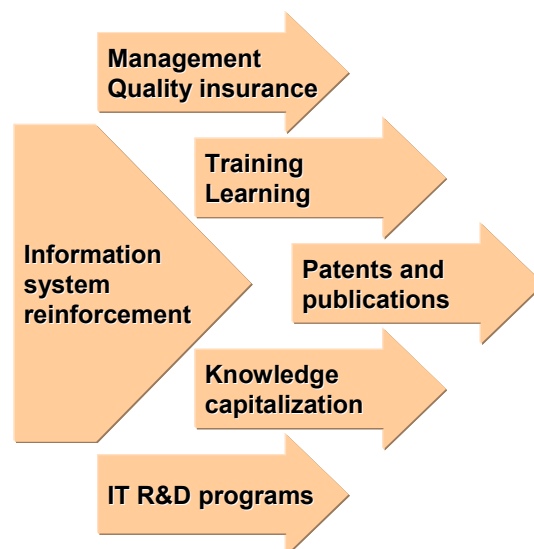 Management
Quality insurance
Training
Learning
Information
system
reinforcement
Patents and
publications
Knowledge
capitalization
IT R&D programs